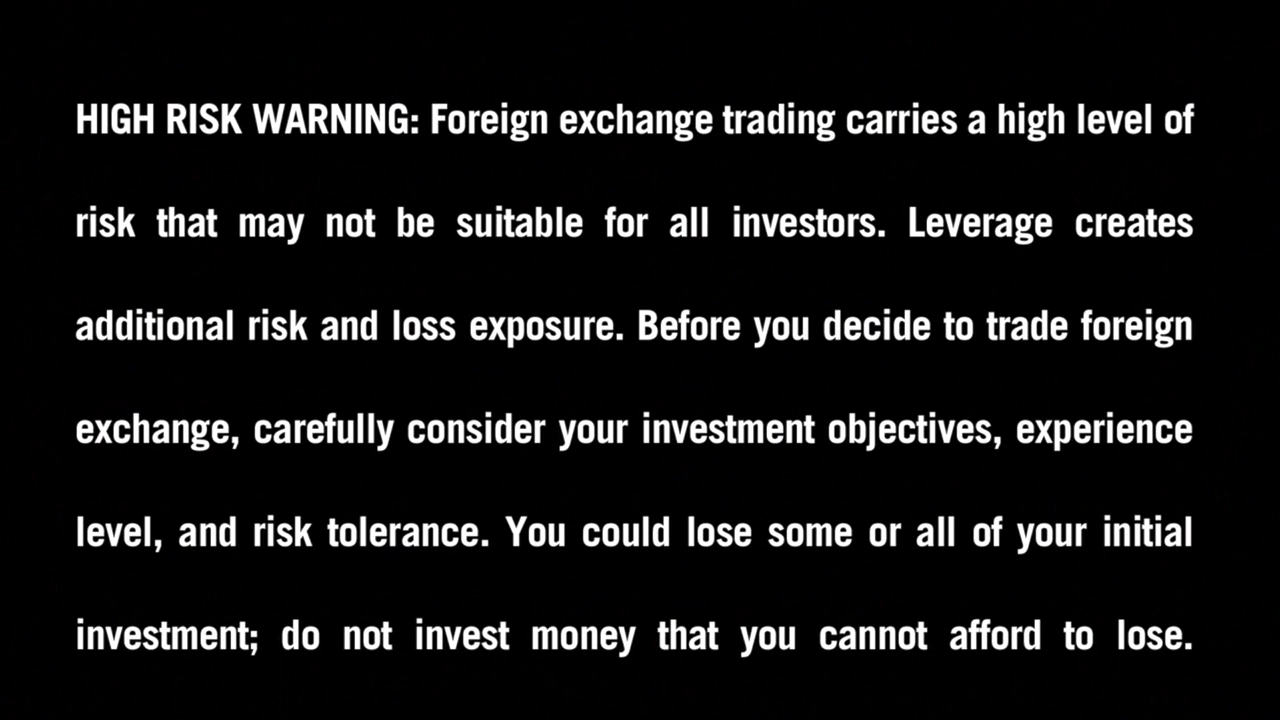 HIGH RISK WARNING: Foreign exchange trading carries a high level of
risk that may not be suitable for all investors. Leverage creates
additional risk and loss exposure. Before you decide to trade foreign
exchange, carefully consider your investment objectives, experience
level, and risk tolerance. You could lose some or all of your initial
investment; do not invest money that you cannot afford to lose.